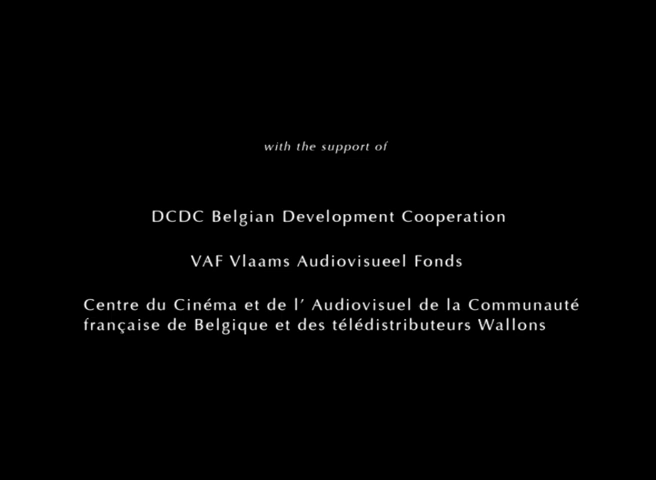 with the support of
DCDC Belgian Development Cooperation
VAF Vlaams Audiovisueel Fonds
Centre du Cinéma et de l’ Audiovisuel de la Communauté
française de Belgique et des télédistributeurs Wallons